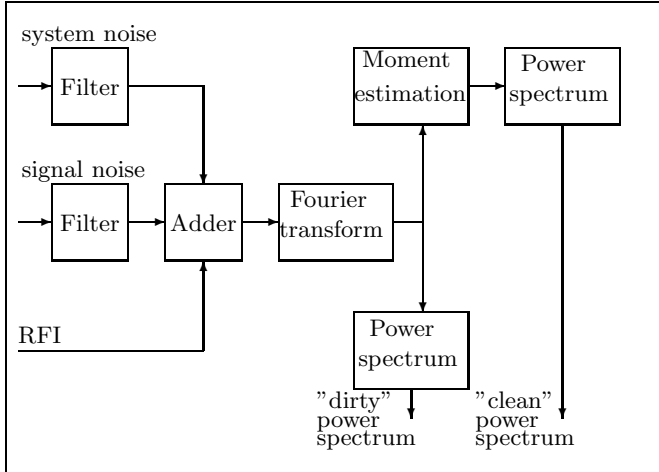 system noise
Filter
Moment
estimation
Power
spectrum
signal noise
Filter
Adder
Fourier
transform
RFI
Power
spectrum
"dirty"
power
spectrum
"clean"
power
spectrum